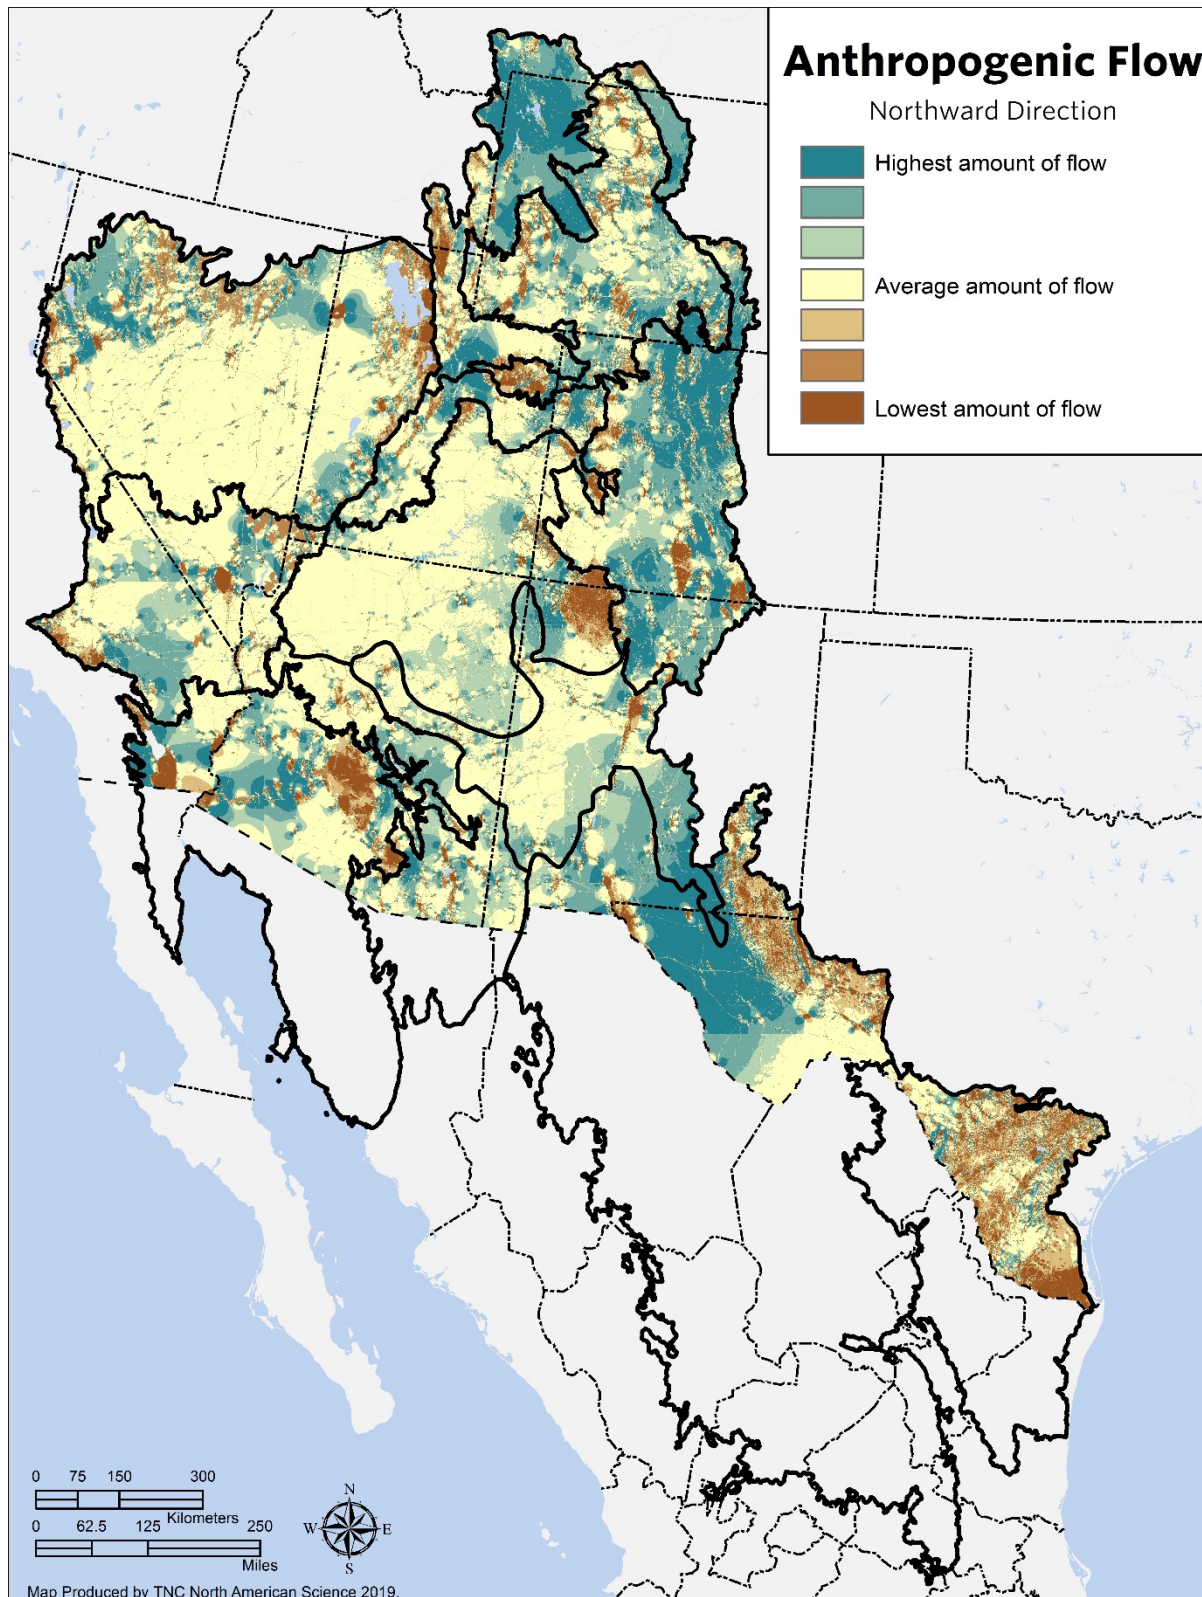 Anthropogenic Flow
Northward Direction
Highest amount of flow
Average amount of flow
Lowest amount of flow
0 75 150 300
Kilometers
0 62.5 125 250
Miles
N
W E
S
Map Produced by TNC North American Science 2019.